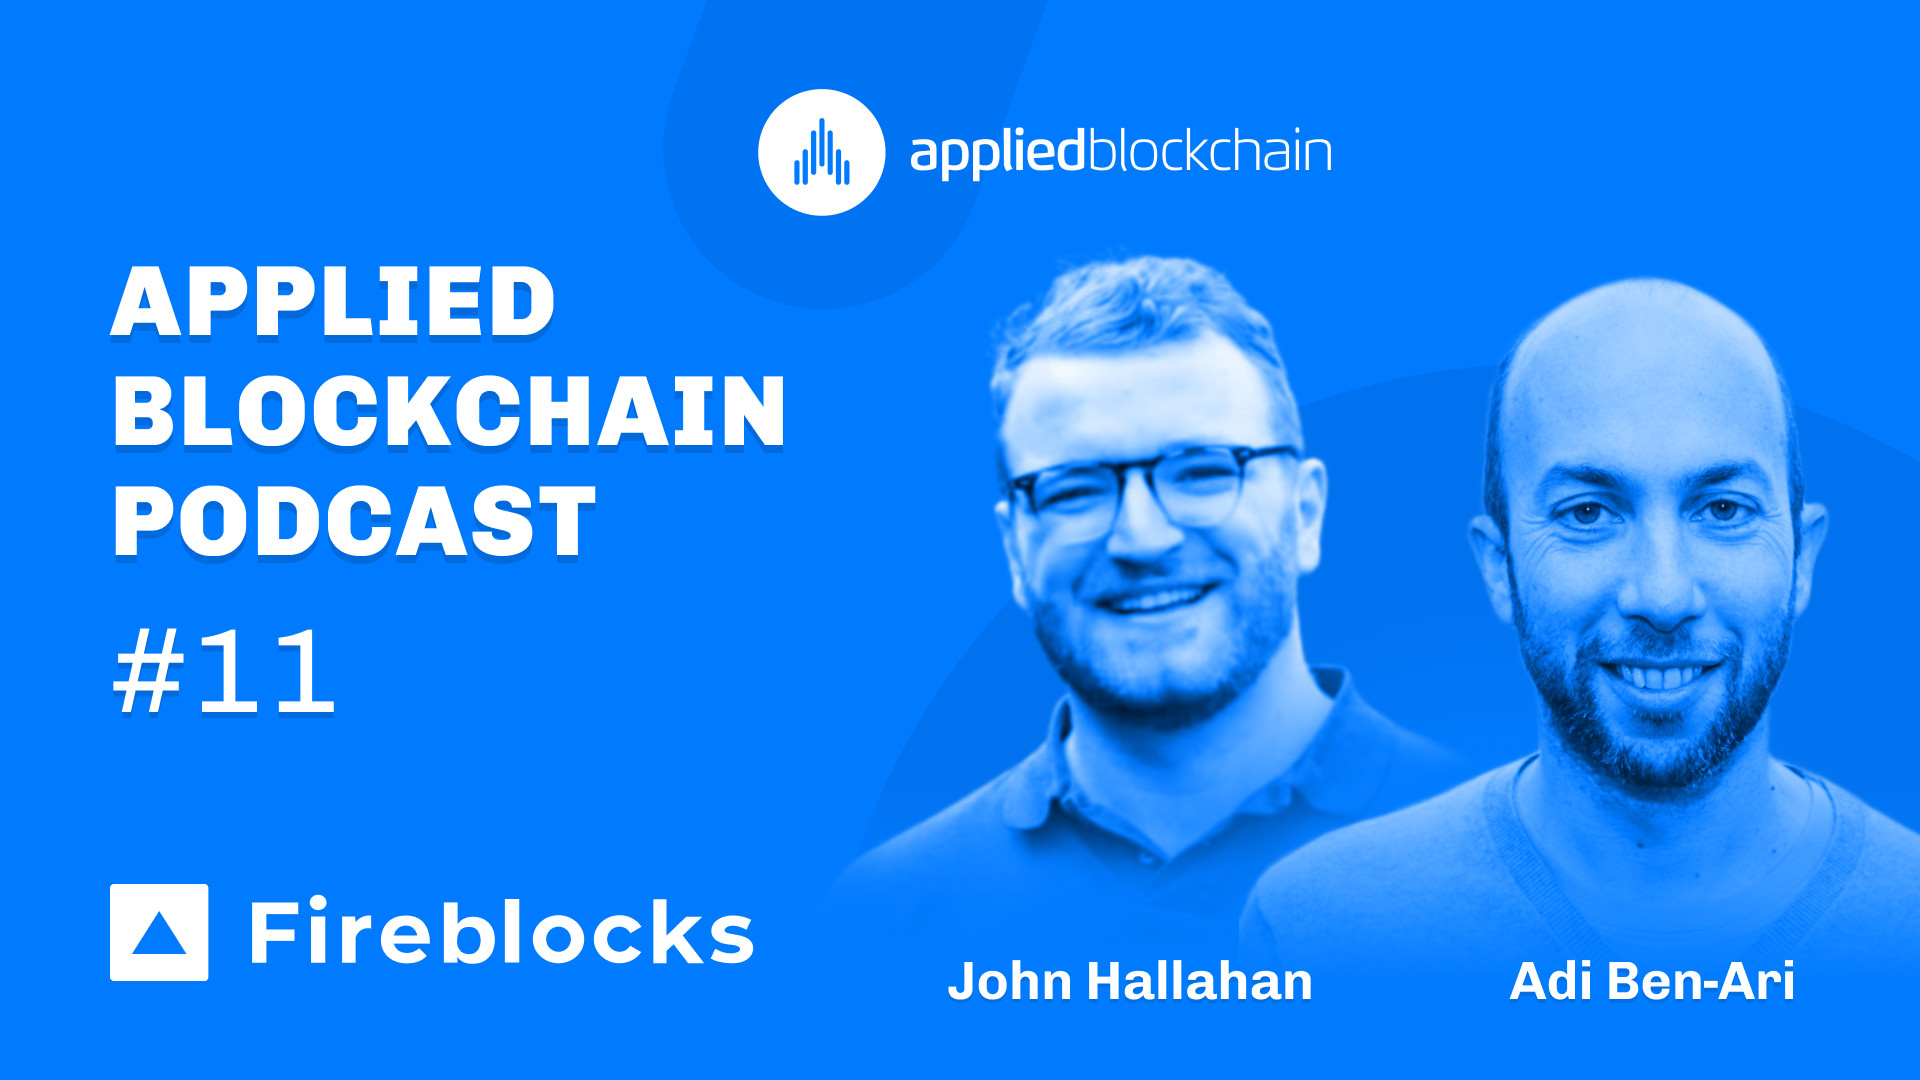 appliedblockchain
APPLIED
BLOCKCHAIN
PODCAST
#11
Fireblocks
John Hallahan
Adi Ben-Ari